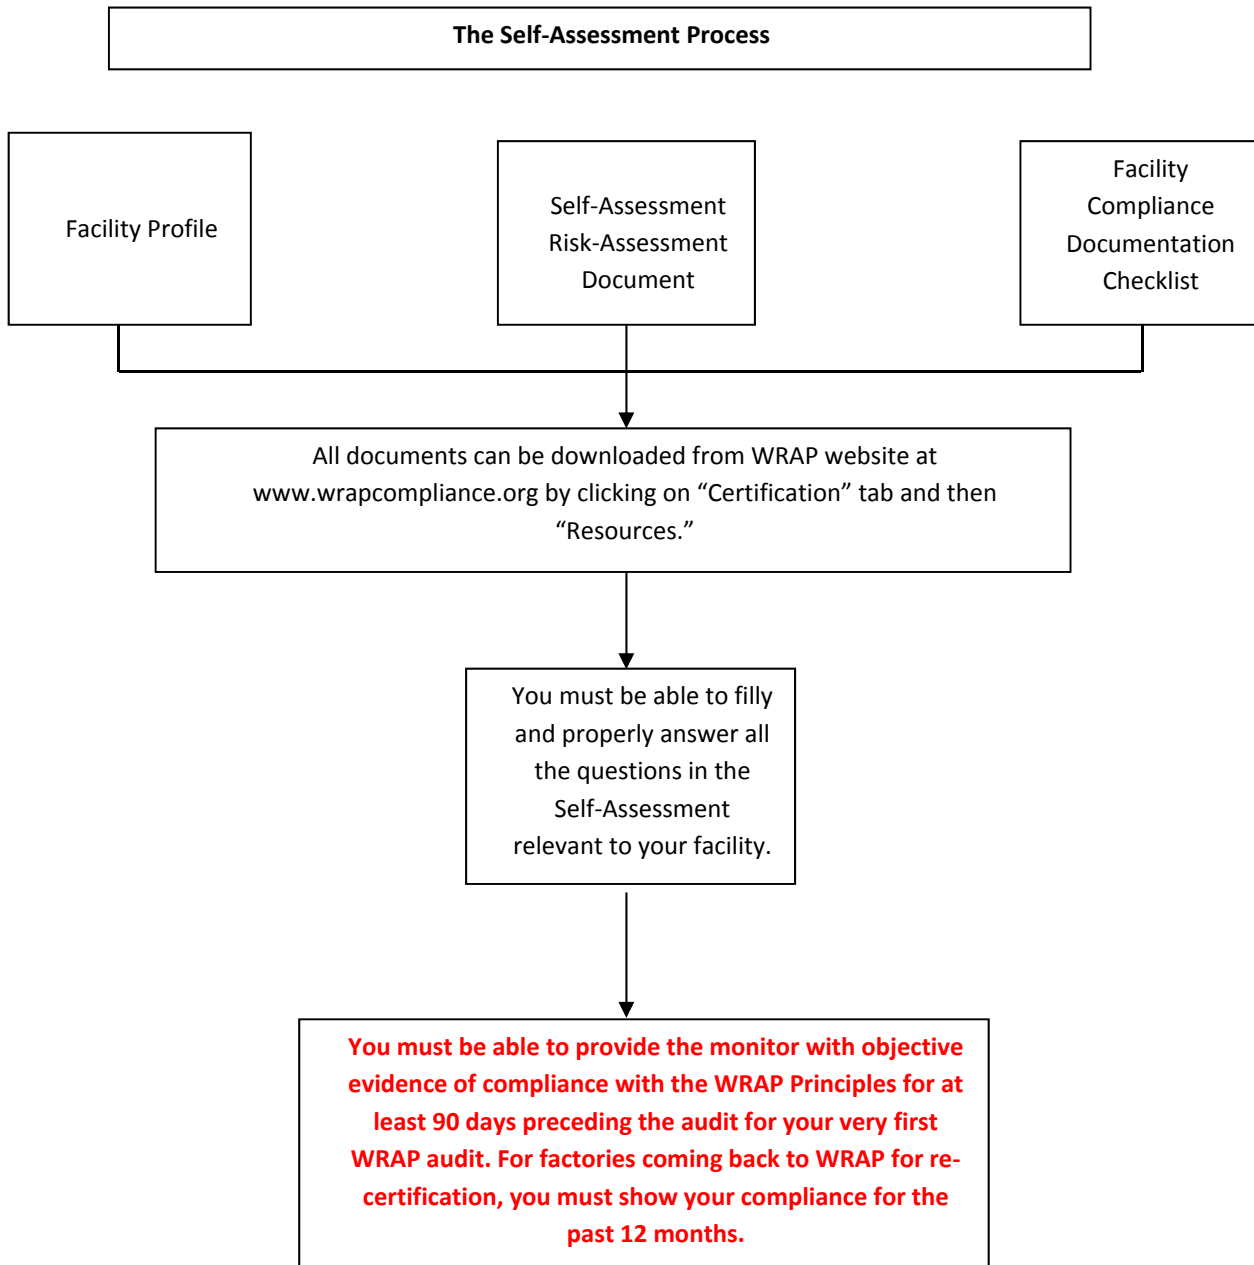 The Self-Assessment Process
Facility Profile
Self-Assessment
Risk-Assessment
Document
Facility
Compliance
Documentation
Checklist
All documents can be downloaded from WRAP website at
www.wrapcompliance.org by clicking on “Certification” tab and then
“Resources.”
You must be able to filly
and properly answer all
the questions in the
Self-Assessment
relevant to your facility.
You must be able to provide the monitor with objective
evidence of compliance with the WRAP Principles for at
least 90 days preceding the audit for your very first
WRAP audit. For factories coming back to WRAP for re-
certification, you must show your compliance for the
past 12 months.